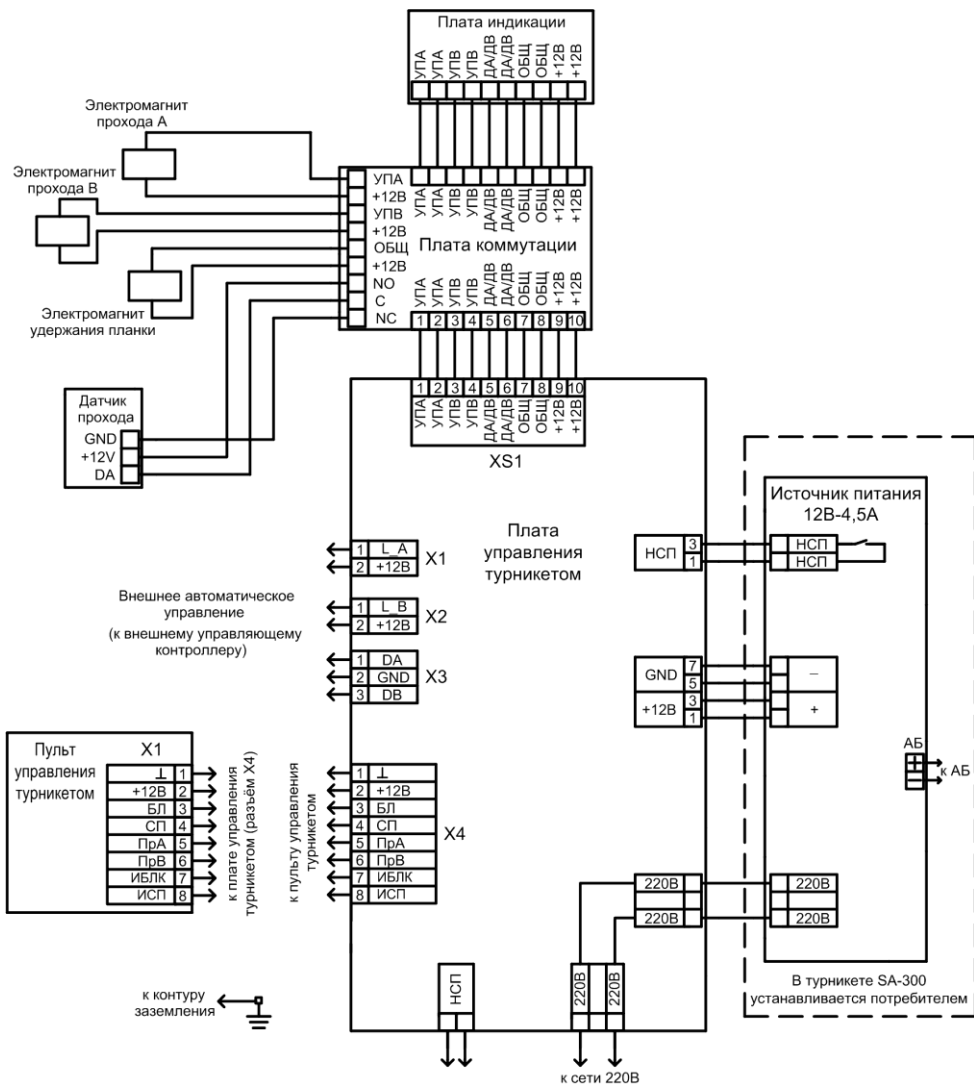 Плата индикации
УПА
УПА
УПВ
УПВ
ДА/ДВ
ДА/ДВ
ОБЩ
ОБЩ
+12В
+12В
Электромагнит
прохода А
Электромагнит
прохода В
Электромагнит
удержания планки
УПА
+12В
УПВ
+12В
ОБЩ
+12В
NO
C
NC
УПА
УПА
УПВ
УПВ
ДА/ДВ
ДА/ДВ
ОБЩ
ОБЩ
+12В
+12В
Плата коммутации
УПА
УПА
УПВ
УПВ
ДА/ДВ
ДА/ДВ
ОБЩ
ОБЩ
+12В
+12В
1 2 3 4 5 6 7 8 9 10
Датчик
прохода
GND
+12V
DA
1 2 3 4 5 6 7 8 9 10
УПА
УПА
УПВ
УПВ
ДА/ДВ
ДА/ДВ
ОБЩ
ОБЩ
+12В
+12В
XS1
Плата
управления
турникетом
1 L_A
2 +12В
X1
1 L_B
2 +12В
X2
1 DA
2 GND
3 DB
X3
Внешнее автоматическое
управление
(к внешнему управляющему
контроллеру)
НСП 3
1
GND 7
5
+12В 3
1
Источник питания
12В-4,5А
НСП
НСП
–
+
АБ
+
–
к АБ
220В
220В
220В
220В
В турникете SA-300
устанавливается потребителем
Пульт
управления
турникетом
X1
⊥ 1
+12В 2
БЛ 3
СП 4
ПрА 5
ПрВ 6
ИБЛК 7
ИСП 8
к плате управления
турникетом (разъём X4)
к пульту управления
турникетом
1 ⊥
2 +12В
3 БЛ
4 СП
5 ПрА
6 ПрВ
7 ИБЛК
8 ИСП
X4
к контуру
заземления
НСП
220В
220В
к сети 220В